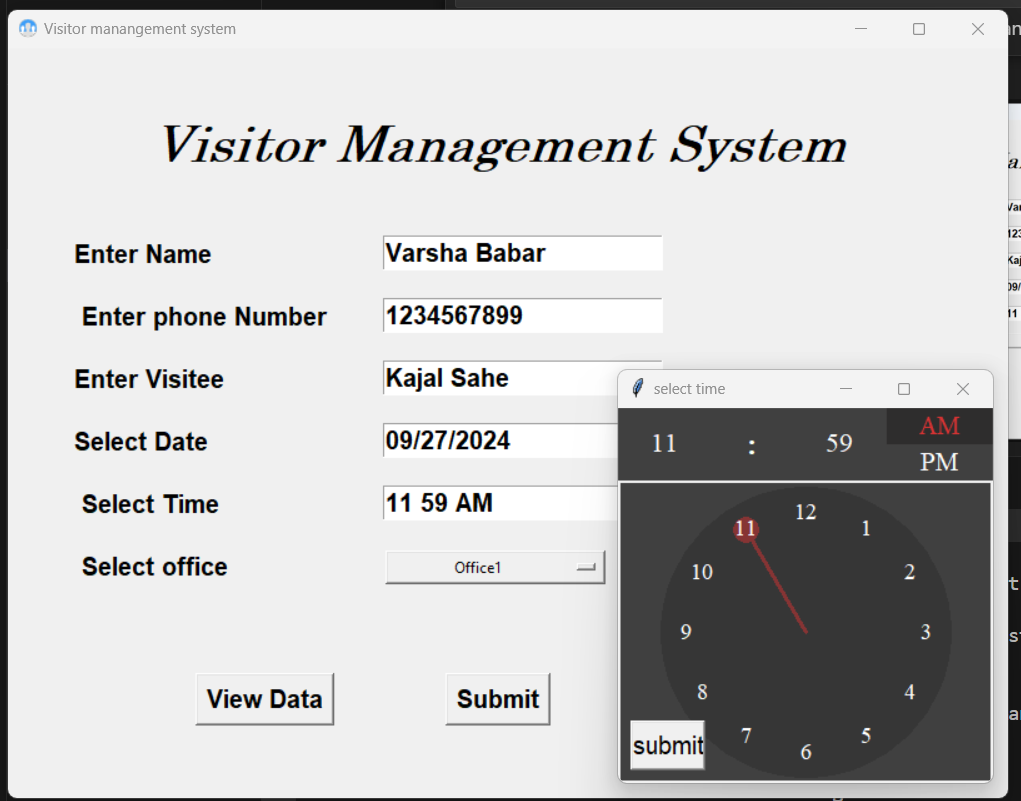 Visitor manangement system
Visitor Management System
Enter Name Varsha Babar
Enter phone Number 1234567899
Enter Visitee Kajal Sahe
Select Date 09/27/2024
Select Time 11 59 AM
Select office Office1
View Data Submit
select time
11 : 59 AM
PM
12
11 1
10 2
9 3
8 4
7 5
6
submit